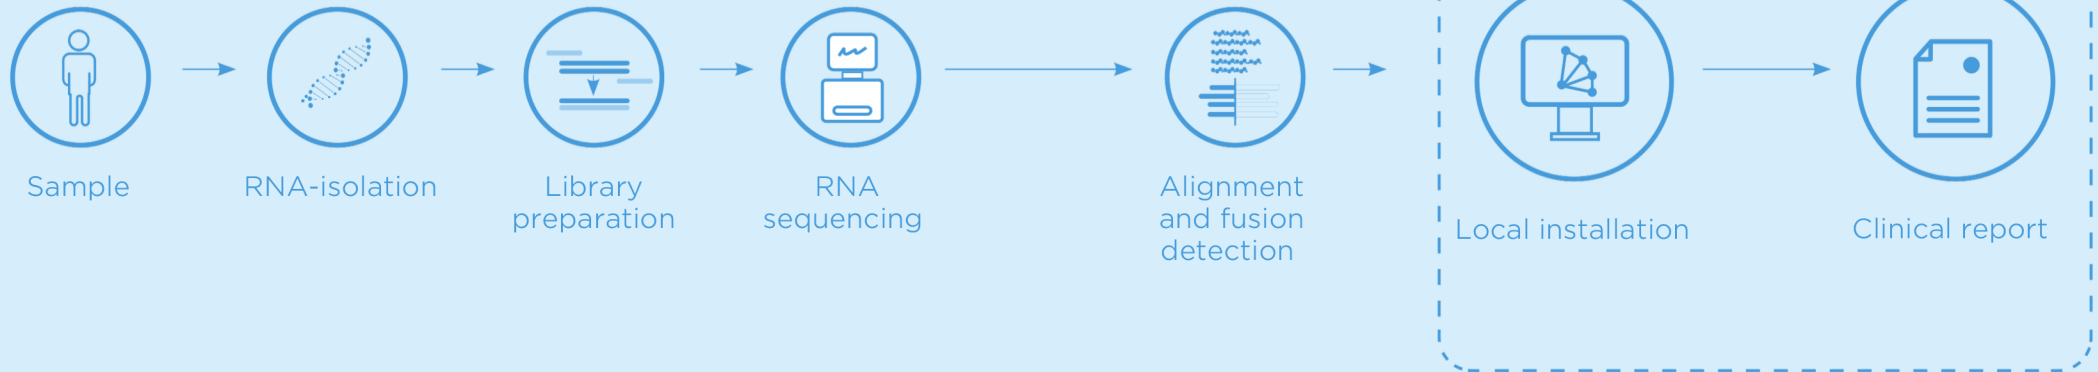 Sample
RNA-isolation
Library
preparation
RNA
sequencing
Alignment
and fusion
detection
Local installation
Clinical report